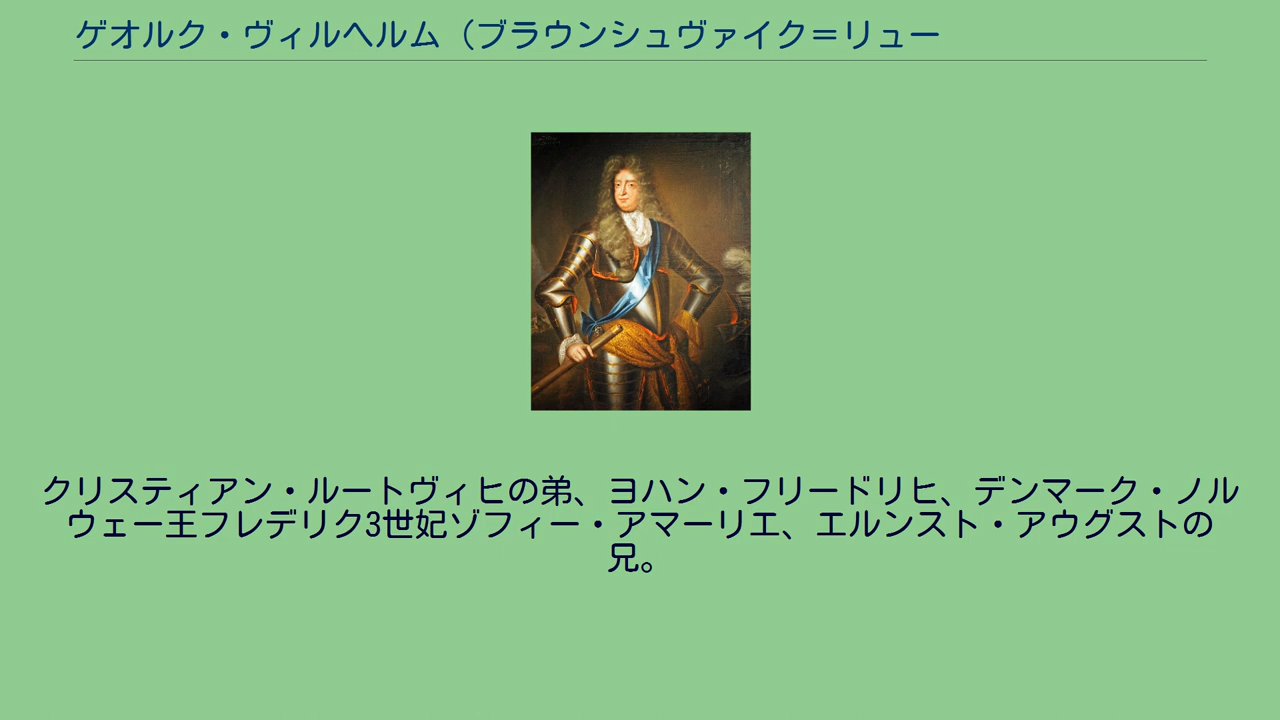 ゲオルク・ヴィルヘルム（ブラウンシュヴァイク＝リュー
クリスティアン・ルートヴィヒの弟、ヨハン・フリードリヒ、デンマーク・ノル
ウェー王フレデリク3世妃ゾフィー・アマーリエ、エルンスト・アウグストの
兄。